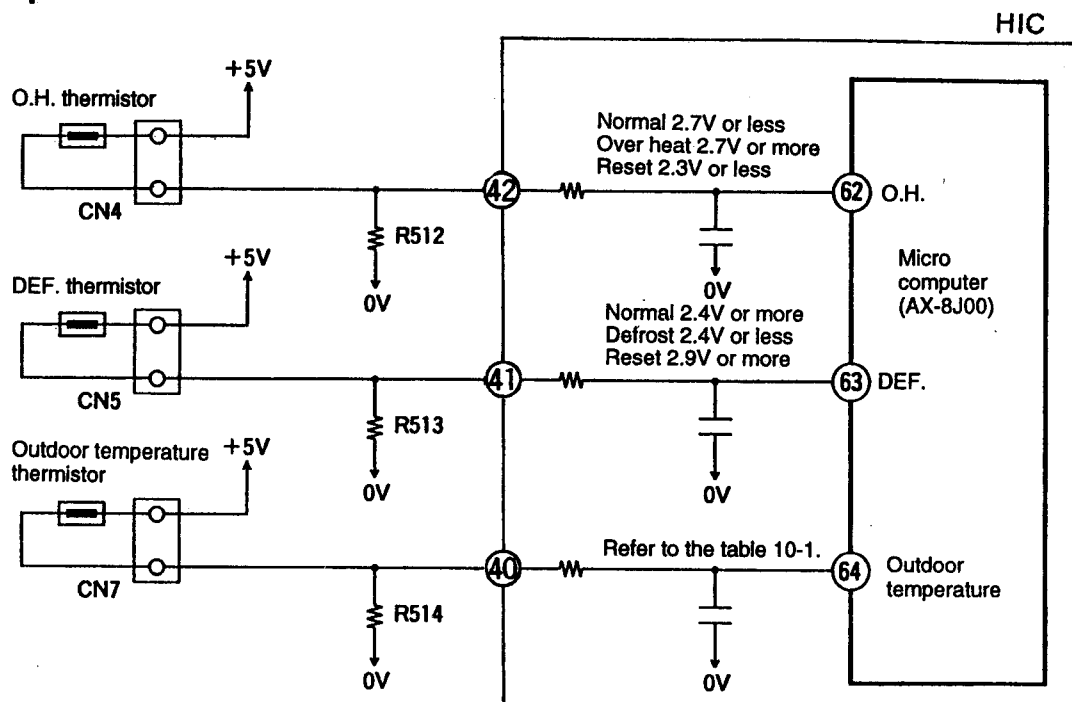 HIC
+5V
O.H. thermistor
CN4
R512
0V
42
Normal 2.7V or less
Over heat 2.7V or more
Reset 2.3V or less
0V
62
O.H.
Micro
computer
(AX-8J00)
+5V
DEF. thermistor
CN5
R513
0V
41
Normal 2.4V or more
Defrost 2.4V or less
Reset 2.9V or more
0V
63
DEF.
Outdoor temperature
thermistor
+5V
CN7
R514
0V
40
Refer to the table 10-1.
0V
64
Outdoor
temperature